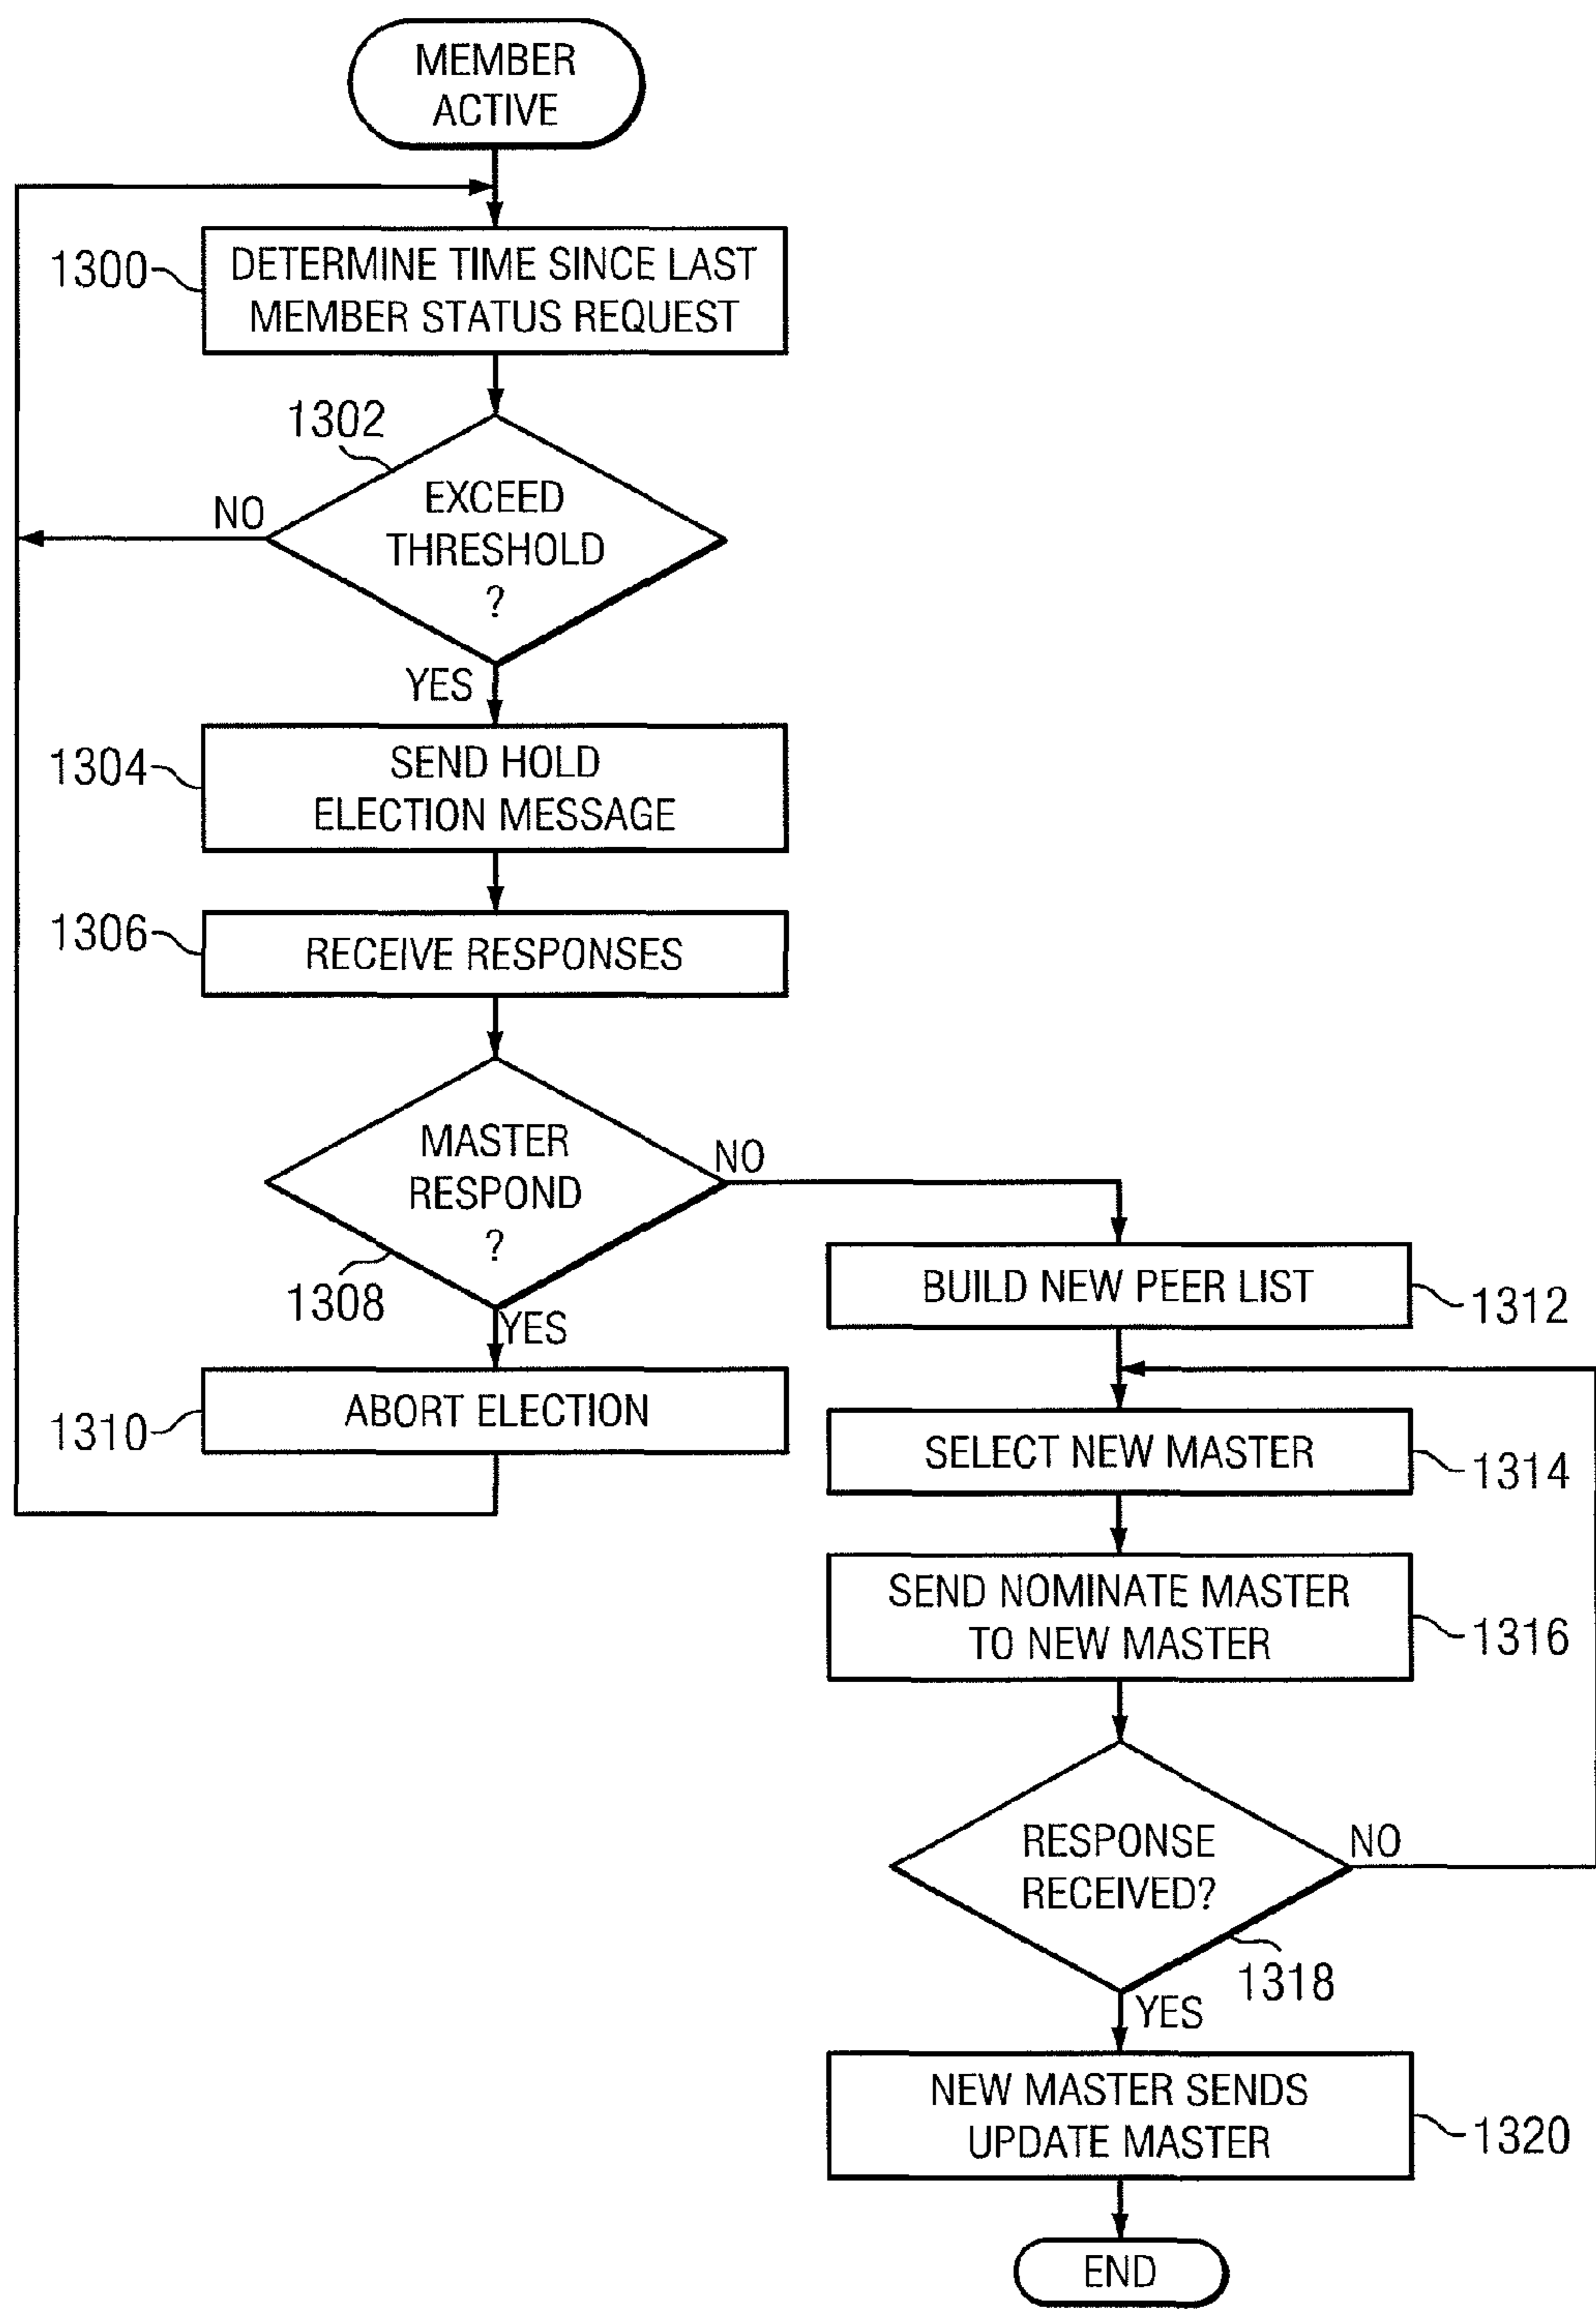 MEMBER
ACTIVE
1300
DETERMINE TIME SINCE LAST
MEMBER STATUS REQUEST
1302
EXCEED
THRESHOLD
?
NO
YES
1304
SEND HOLD
ELECTION MESSAGE
1306
RECEIVE RESPONSES
MASTER
RESPOND
?
NO
1308
YES
1310
ABORT ELECTION
BUILD NEW PEER LIST
1312
SELECT NEW MASTER
1314
SEND NOMINATE MASTER
TO NEW MASTER
1316
RESPONSE
RECEIVED?
NO
1318
YES
NEW MASTER SENDS
UPDATE MASTER
1320
END